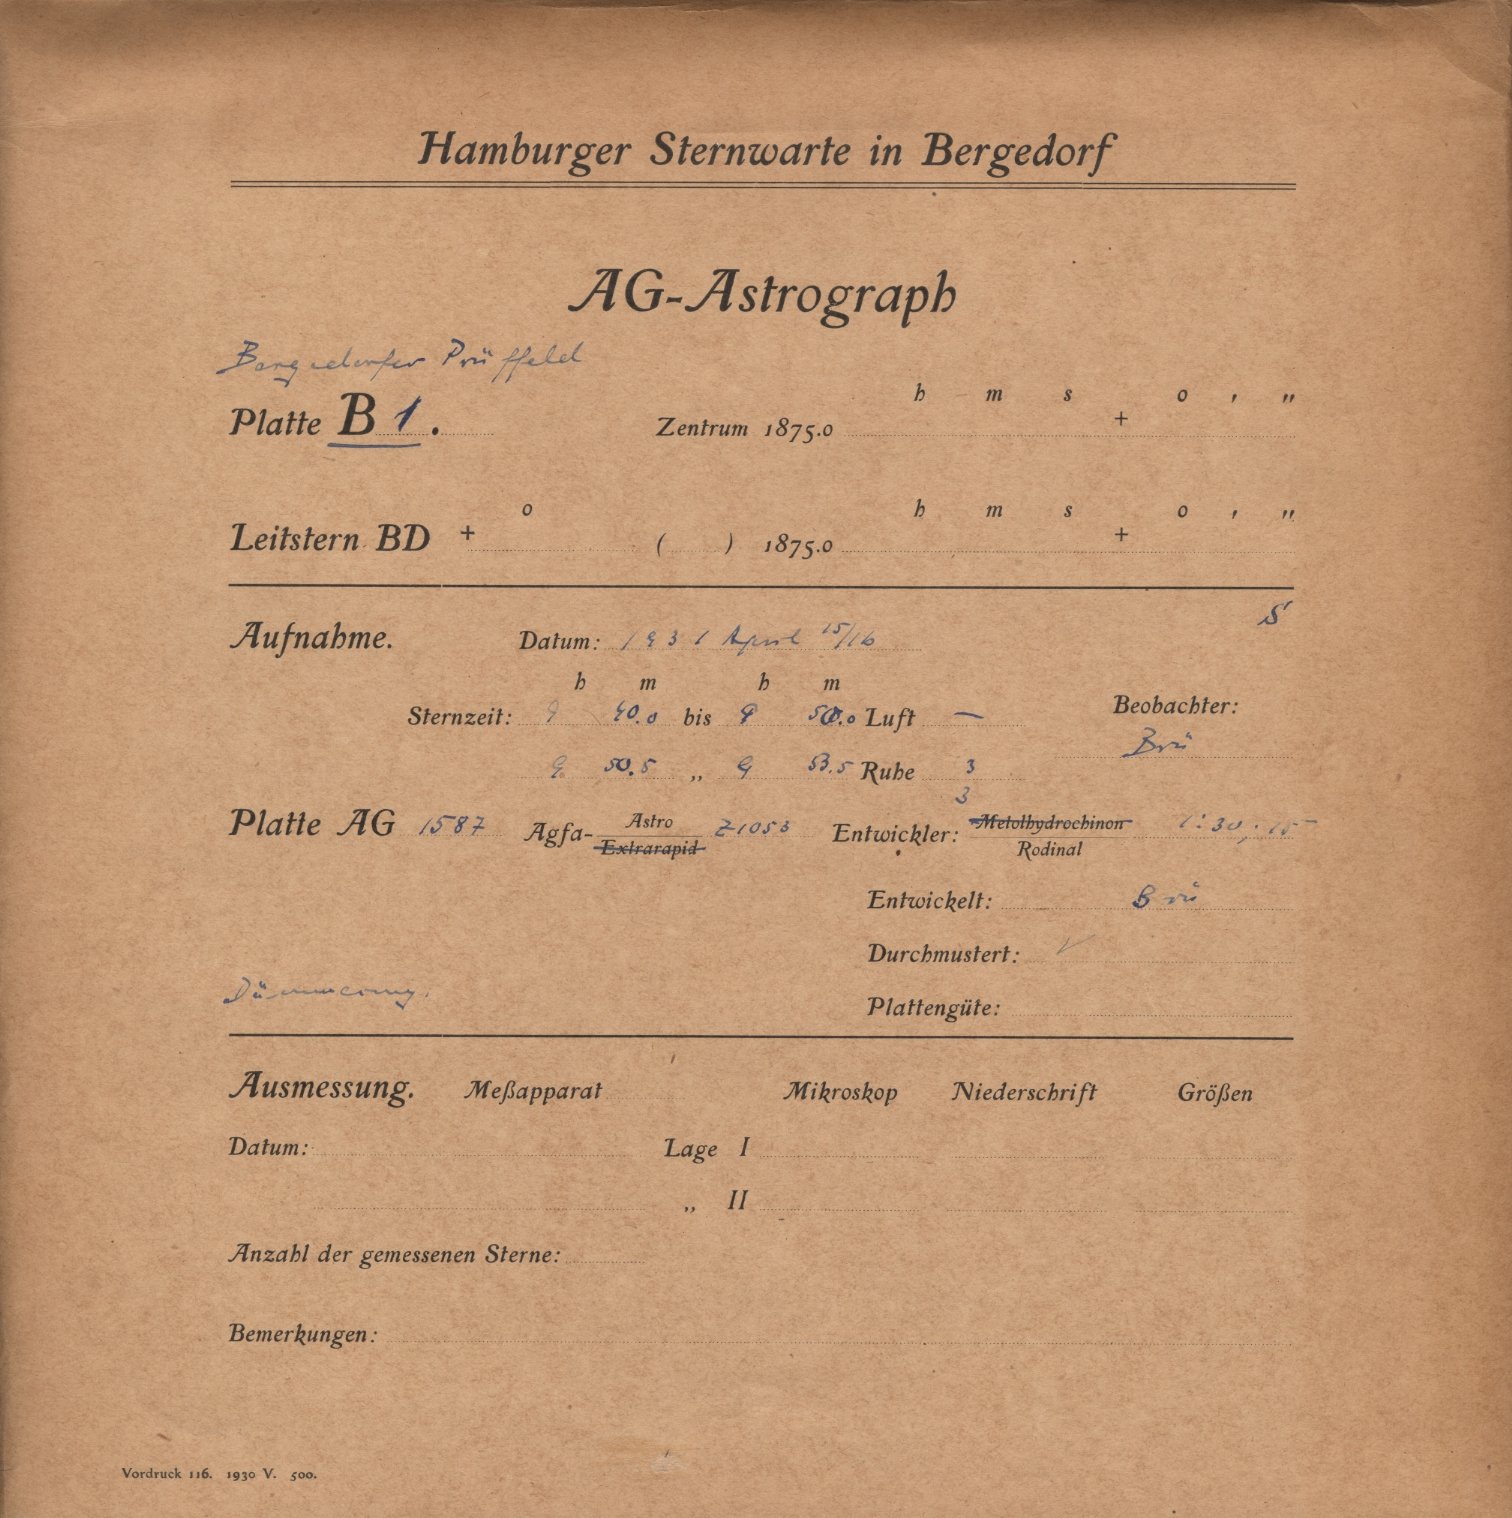 Hamburger Sternwarte in Bergedorf
AG-Astrograph
Bergedorfer Prüffeld
h m s o ′ ″
Platte B 1. Zentrum 1875.0 +
o h m s o ′ ″
Leitstern BD + ( ) 1875.0 +
S
Aufnahme. Datum: 1931 April 15/16
h m h m
Sternzeit: 9 40.0 bis 9 50.0 Luft —
Beobachter:
Brü
9 50.5 „ 9 53.5 Ruhe 3
3
Platte AG 1587 Agfa- Astro Extrarapid Z1053 Entwickler: Metolhydrochinon Rodinal 1:30, 15
Entwickelt: Brü
Durchmustert: ✓
Dämmerung.
Plattengüte:
Ausmessung. Meßapparat Mikroskop Niederschrift Größen
Datum: Lage I
„ II
Anzahl der gemessenen Sterne:
Bemerkungen:
Vordruck 116. 1930 V. 500.